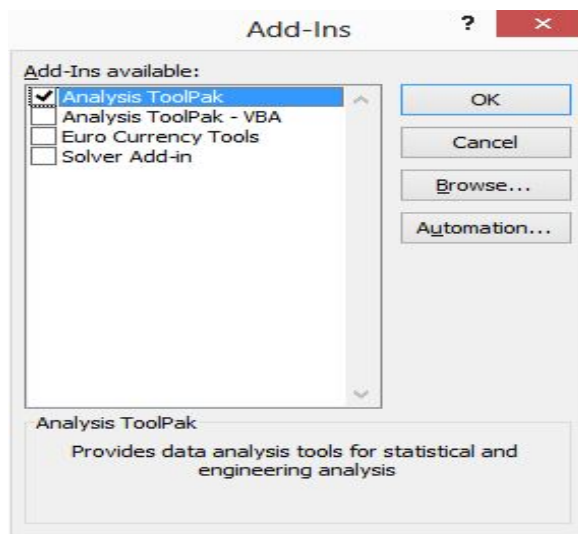 Add-Ins
?
Add-Ins available:
Analysis ToolPak
Analysis ToolPak - VBA
Euro Currency Tools
Solver Add-in
OK
Cancel
Browse...
Automation...
Analysis ToolPak
Provides data analysis tools for statistical and
engineering analysis